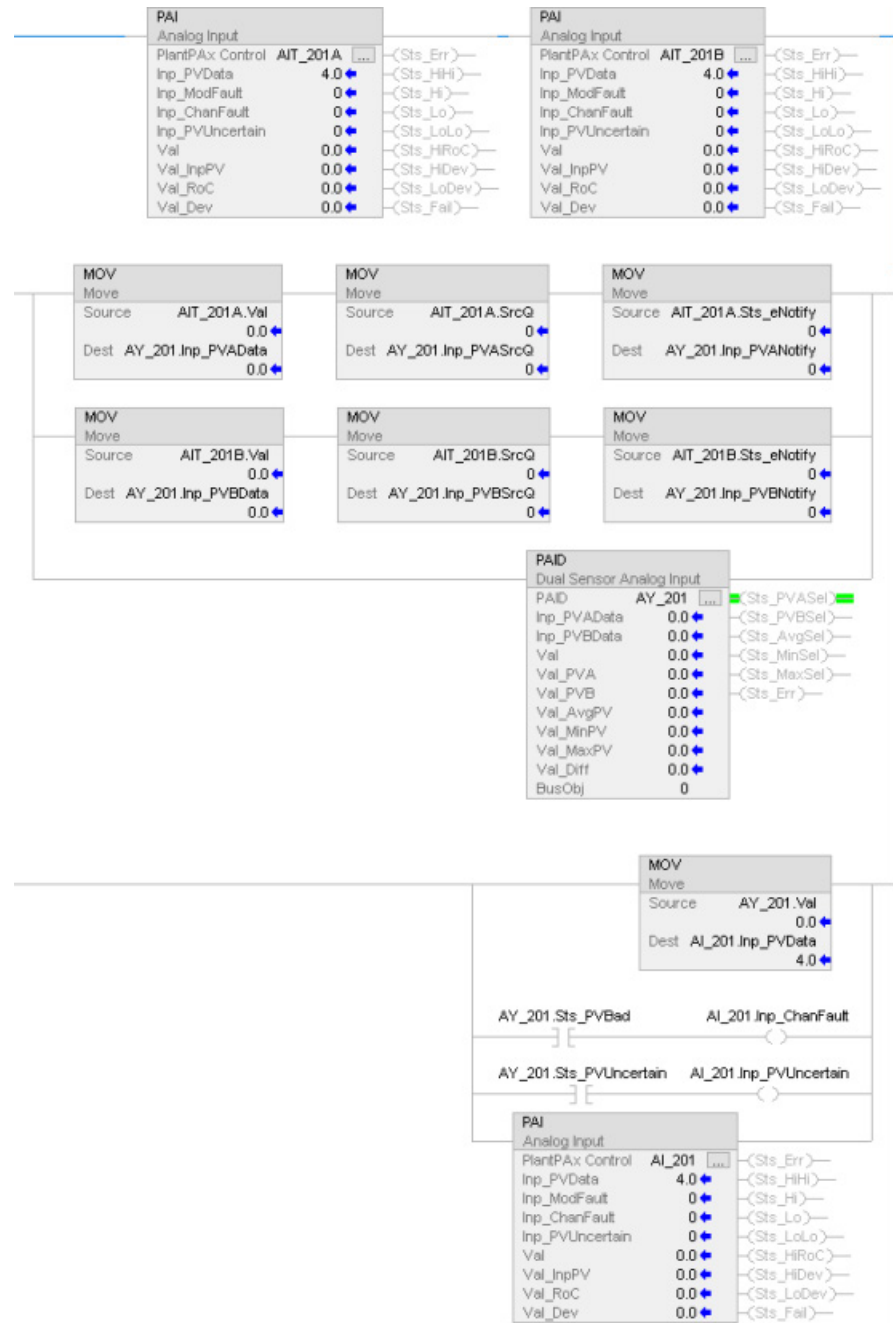 PAI PAI
Analog Input Analog Input
PlantPAx Control AIT_201A ... (Sts_Err) PlantPAx Control AIT_201B ... (Sts_Err)
Inp_PVData 4.0 (Sts_HiHi) Inp_PVData 4.0 (Sts_HiHi)
Inp_ModFault 0 (Sts_Hi) Inp_ModFault 0 (Sts_Hi)
Inp_ChanFault 0 (Sts_Lo) Inp_ChanFault 0 (Sts_Lo)
Inp_PVUncertain 0 (Sts_LoLo) Inp_PVUncertain 0 (Sts_LoLo)
Val 0.0 (Sts_HiRoC) Val 0.0 (Sts_HiRoC)
Val_InpPV 0.0 (Sts_HiDev) Val_InpPV 0.0 (Sts_HiDev)
Val_RoC 0.0 (Sts_LoDev) Val_RoC 0.0 (Sts_LoDev)
Val_Dev 0.0 (Sts_Fail) Val_Dev 0.0 (Sts_Fail)
MOV MOV MOV
Move Move Move
Source AIT_201A.Val Source AIT_201A.SrcQ Source AIT_201A.Sts_eNotify
0.0 0 0
Dest AY_201.Inp_PVAData Dest AY_201.Inp_PVASrcQ Dest AY_201.Inp_PVANotify
0.0 0 0
MOV MOV MOV
Move Move Move
Source AIT_201B.Val Source AIT_201B.SrcQ Source AIT_201B.Sts_eNotify
0.0 0 0
Dest AY_201.Inp_PVBData Dest AY_201.Inp_PVBSrcQ Dest AY_201.Inp_PVBNotify
0.0 0 0
PAID
Dual Sensor Analog Input
PAID AY_201 ... (Sts_PVASel)
Inp_PVAData 0.0 (Sts_PVBSel)
Inp_PVBData 0.0 (Sts_AvgSel)
Val 0.0 (Sts_MinSel)
Val_PVA 0.0 (Sts_MaxSel)
Val_PVB 0.0 (Sts_Err)
Val_AvgPV 0.0
Val_MinPV 0.0
Val_MaxPV 0.0
Val_Diff 0.0
BusObj 0
MOV
Move
Source AY_201.Val
0.0
Dest AI_201.Inp_PVData
4.0
AY_201.Sts_PVBad AI_201.Inp_ChanFault
AY_201.Sts_PVUncertain AI_201.Inp_PVUncertain
PAI
Analog Input
PlantPAx Control AI_201 ... (Sts_Err)
Inp_PVData 4.0 (Sts_HiHi)
Inp_ModFault 0 (Sts_Hi)
Inp_ChanFault 0 (Sts_Lo)
Inp_PVUncertain 0 (Sts_LoLo)
Val 0.0 (Sts_HiRoC)
Val_InpPV 0.0 (Sts_HiDev)
Val_RoC 0.0 (Sts_LoDev)
Val_Dev 0.0 (Sts_Fail)